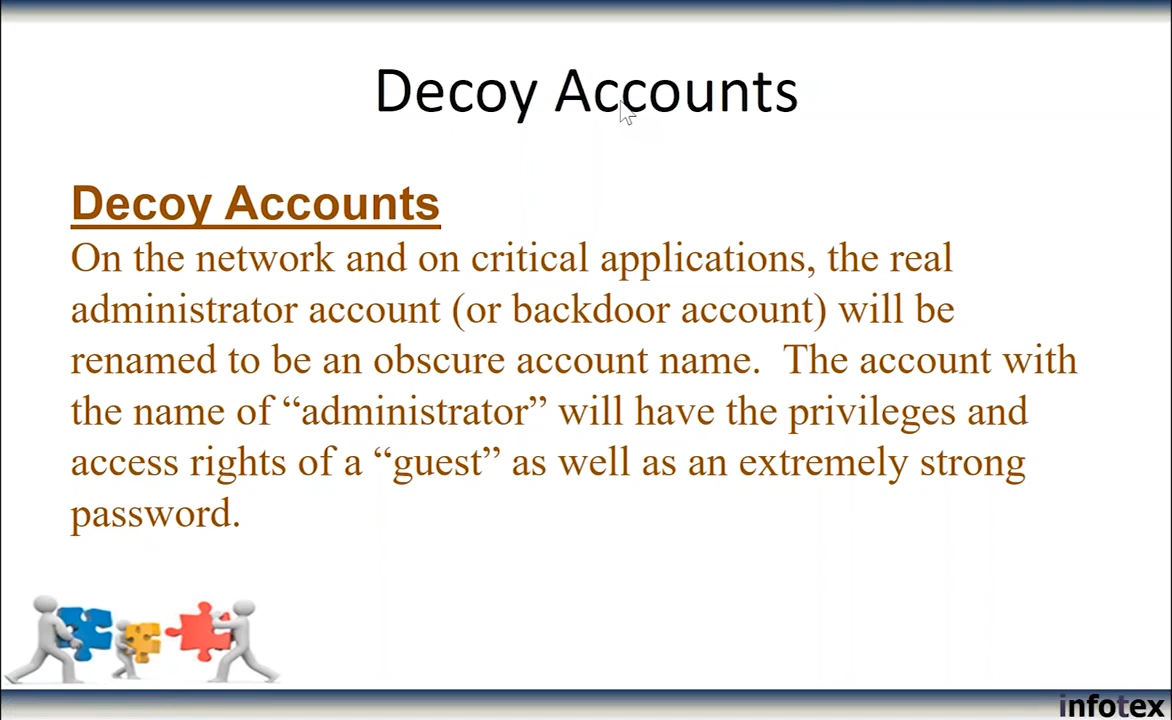 Decoy Accounts
Decoy Accounts
On the network and on critical applications, the real
administrator account (or backdoor account) will be
renamed to be an obscure account name.  The account with
the name of “administrator” will have the privileges and
access rights of a “guest” as well as an extremely strong
password.
infotex